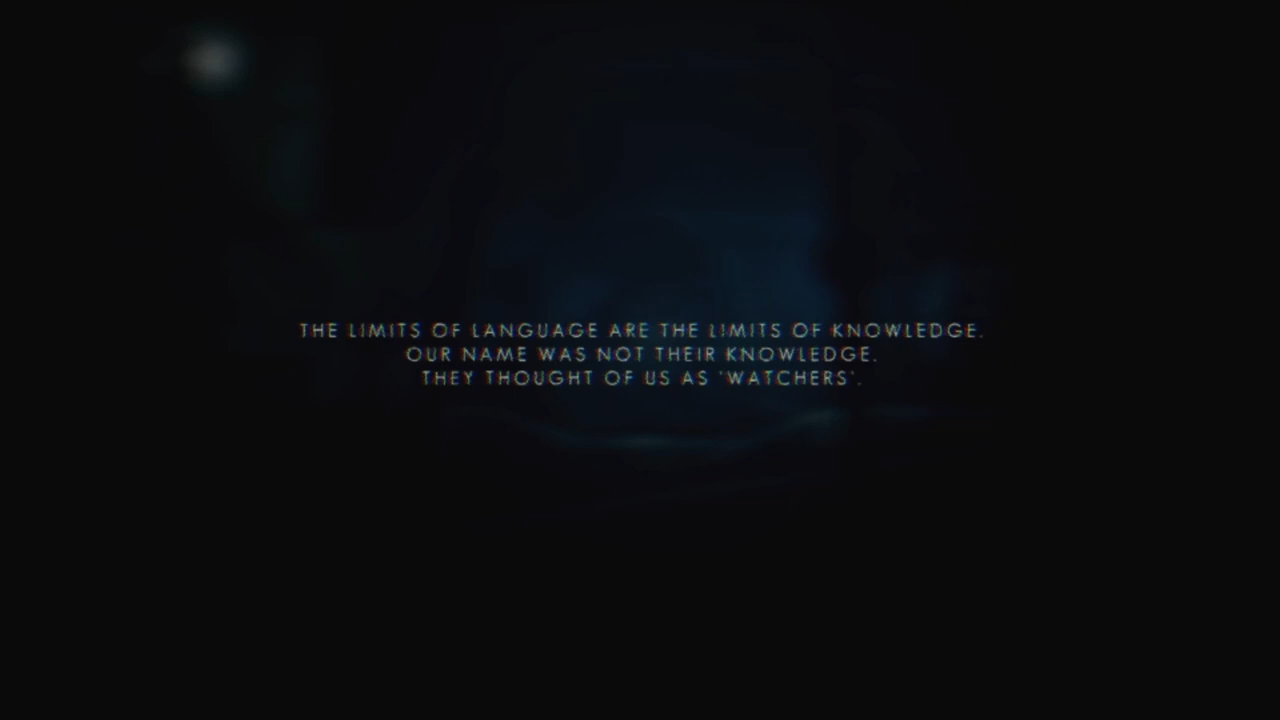 THE LIMITS OF LANGUAGE ARE THE LIMITS OF KNOWLEDGE.
OUR NAME WAS NOT THEIR KNOWLEDGE.
THEY THOUGHT OF US AS 'WATCHERS'.